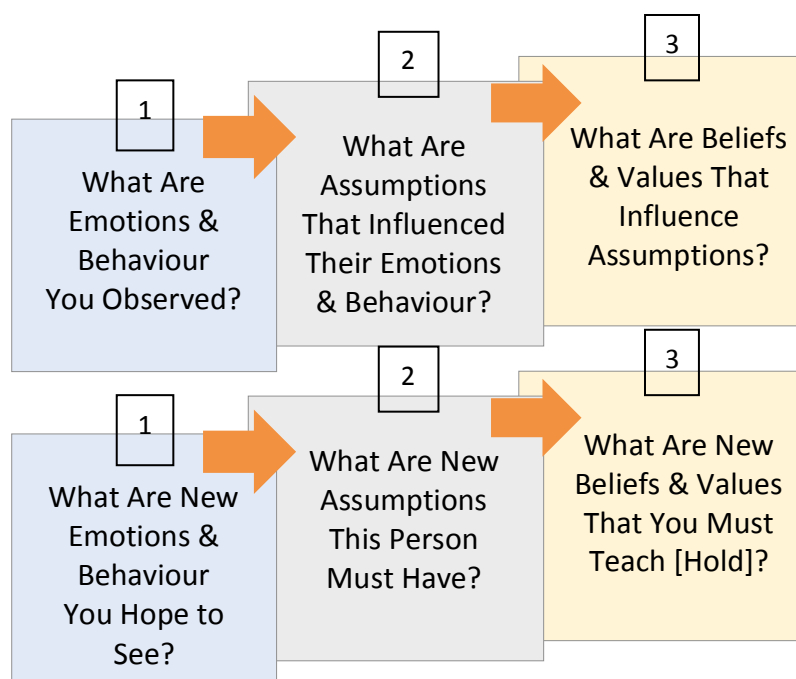 1
What Are
Emotions &
Behaviour
You Observed?
2
What Are
Assumptions
That Influenced
Their Emotions
& Behaviour?
3
What Are Beliefs
& Values That
Influence
Assumptions?
1
What Are New
Emotions &
Behaviour
You Hope to
See?
2
What Are New
Assumptions
This Person
Must Have?
3
What Are New
Beliefs & Values
That You Must
Teach [Hold]?